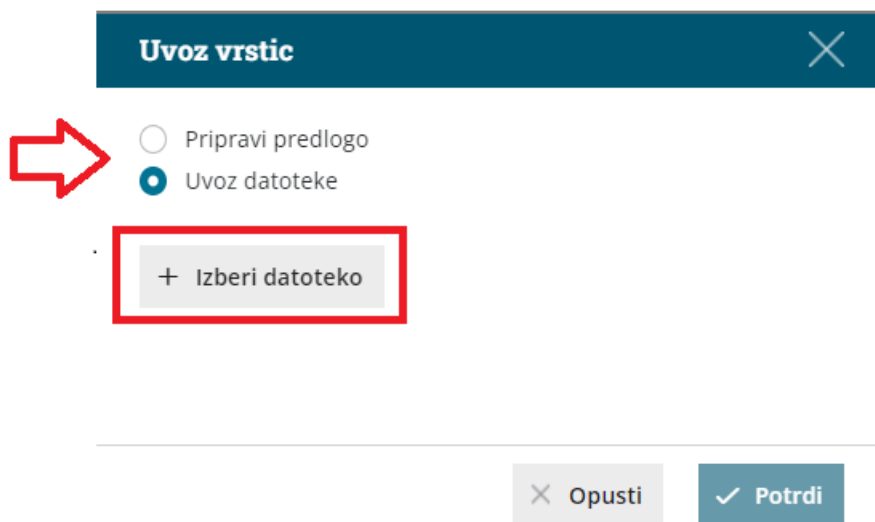 Uvoz vrstic
Pripravi predlogo
Uvoz datoteke
+ Izberi datoteko
Opusti
Potrdi